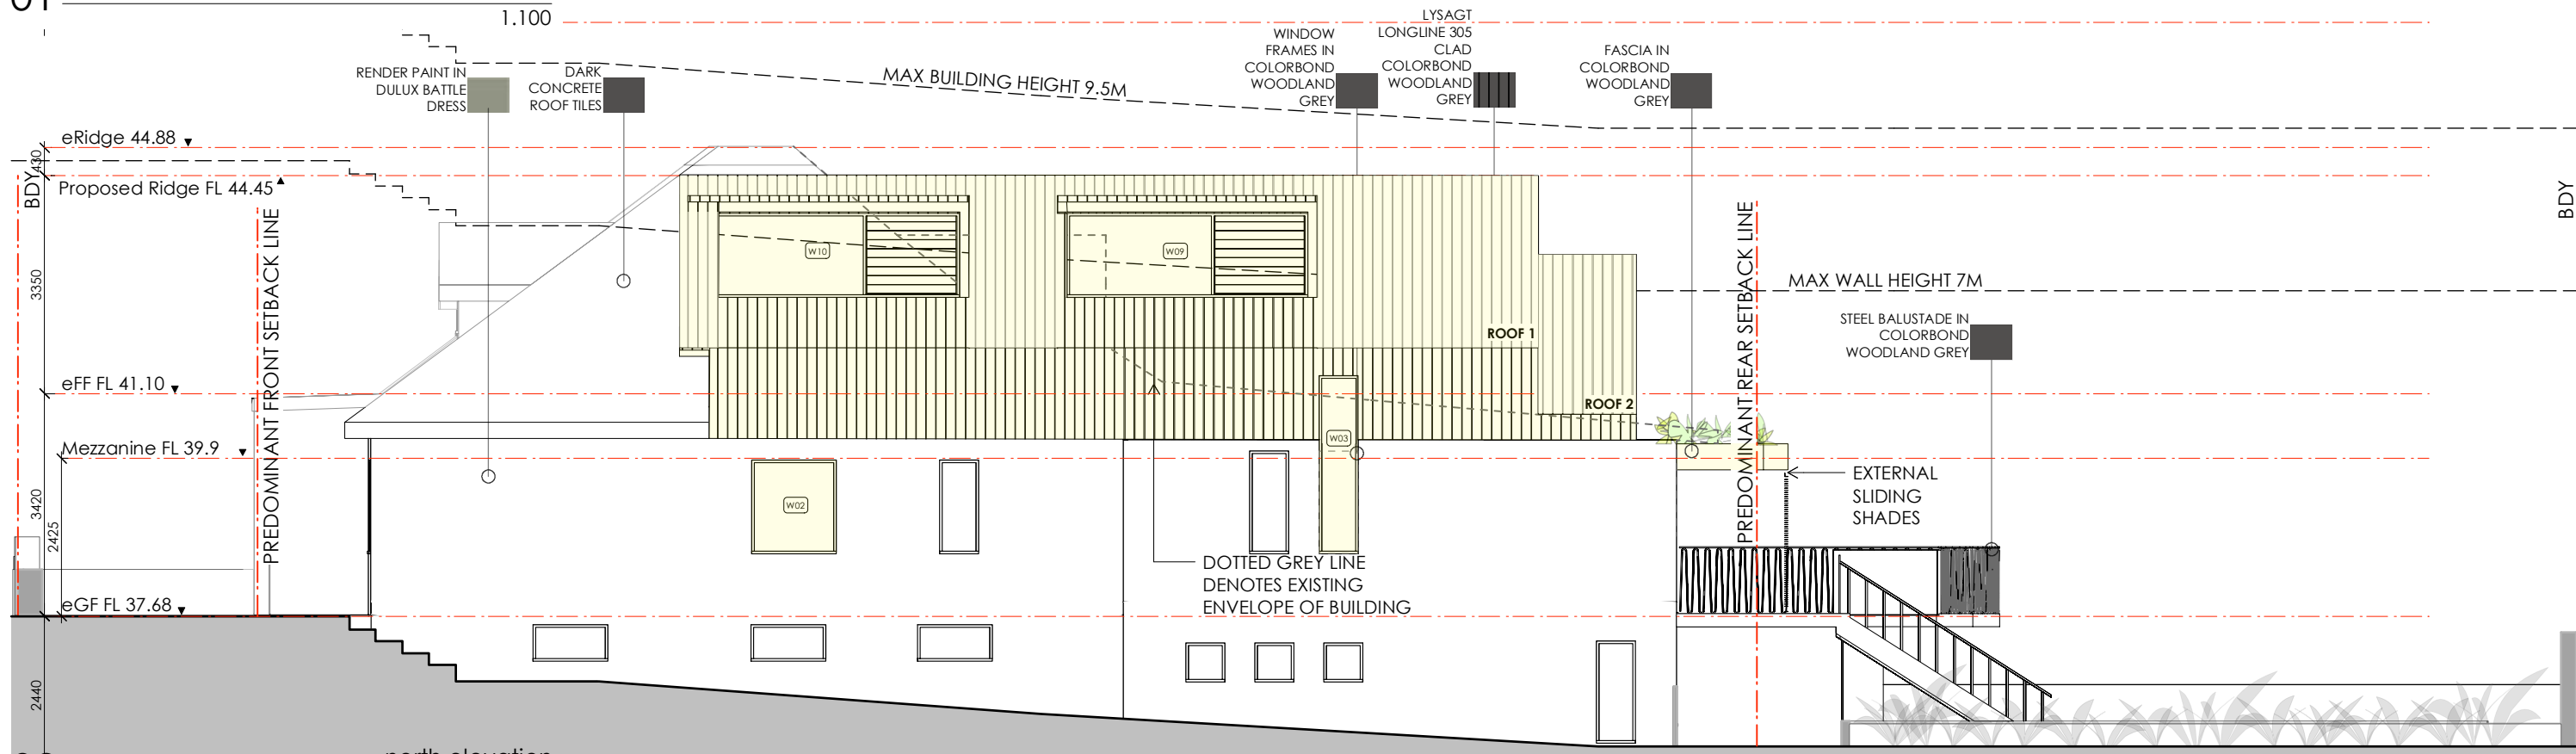 01
1.100
RENDER PAINT IN
DULUX BATTLE
DRESS
DARK
CONCRETE
ROOF TILES
MAX BUILDING HEIGHT 9.5M
WINDOW
FRAMES IN
COLORBOND
WOODLAND
GREY
LYSAGT
LONGLINE 305
CLAD
COLORBOND
WOODLAND
GREY
FASCIA IN
COLORBOND
WOODLAND
GREY
eRidge 44.88
430
BDY
Proposed Ridge FL 44.45
BDY
PREDOMINANT FRONT SETBACK LINE
W10
W09
3350
PREDOMINANT REAR SETBACK LINE
MAX WALL HEIGHT 7M
ROOF 1
STEEL BALUSTADE IN
COLORBOND
WOODLAND GREY
eFF FL 41.10
ROOF 2
W03
Mezzanine FL 39.9
EXTERNAL
SLIDING
SHADES
3420
2425
W02
DOTTED GREY LINE
DENOTES EXISTING
ENVELOPE OF BUILDING
eGF FL 37.68
2440
north elevation